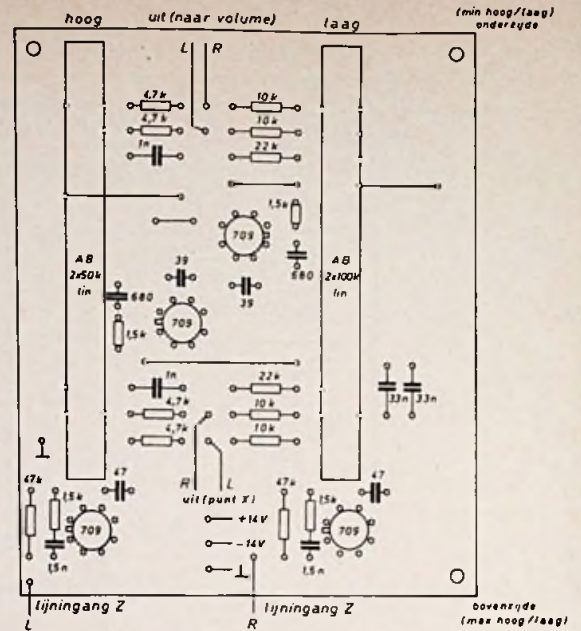 hoog uit (naar volume) laag (min hoog/laag)
onderzijde
L R
4,7k 10k
4,7k 10k
1n 22k
1,5k
709
AB
2x50k
lin
39 680 AB
2x100k
lin
680 39
709
1,5k
1n 22k
33n 33n
4,7k 10k
4,7k 10k
⊥
R L
47k 47 uit (punt X) 47k 47
1,5k +14V 1,5k
709 -14V 709
1,5n ⊥ 1,5n
lijningang Z lijningang Z bovenzijde
L R (max hoog/laag)